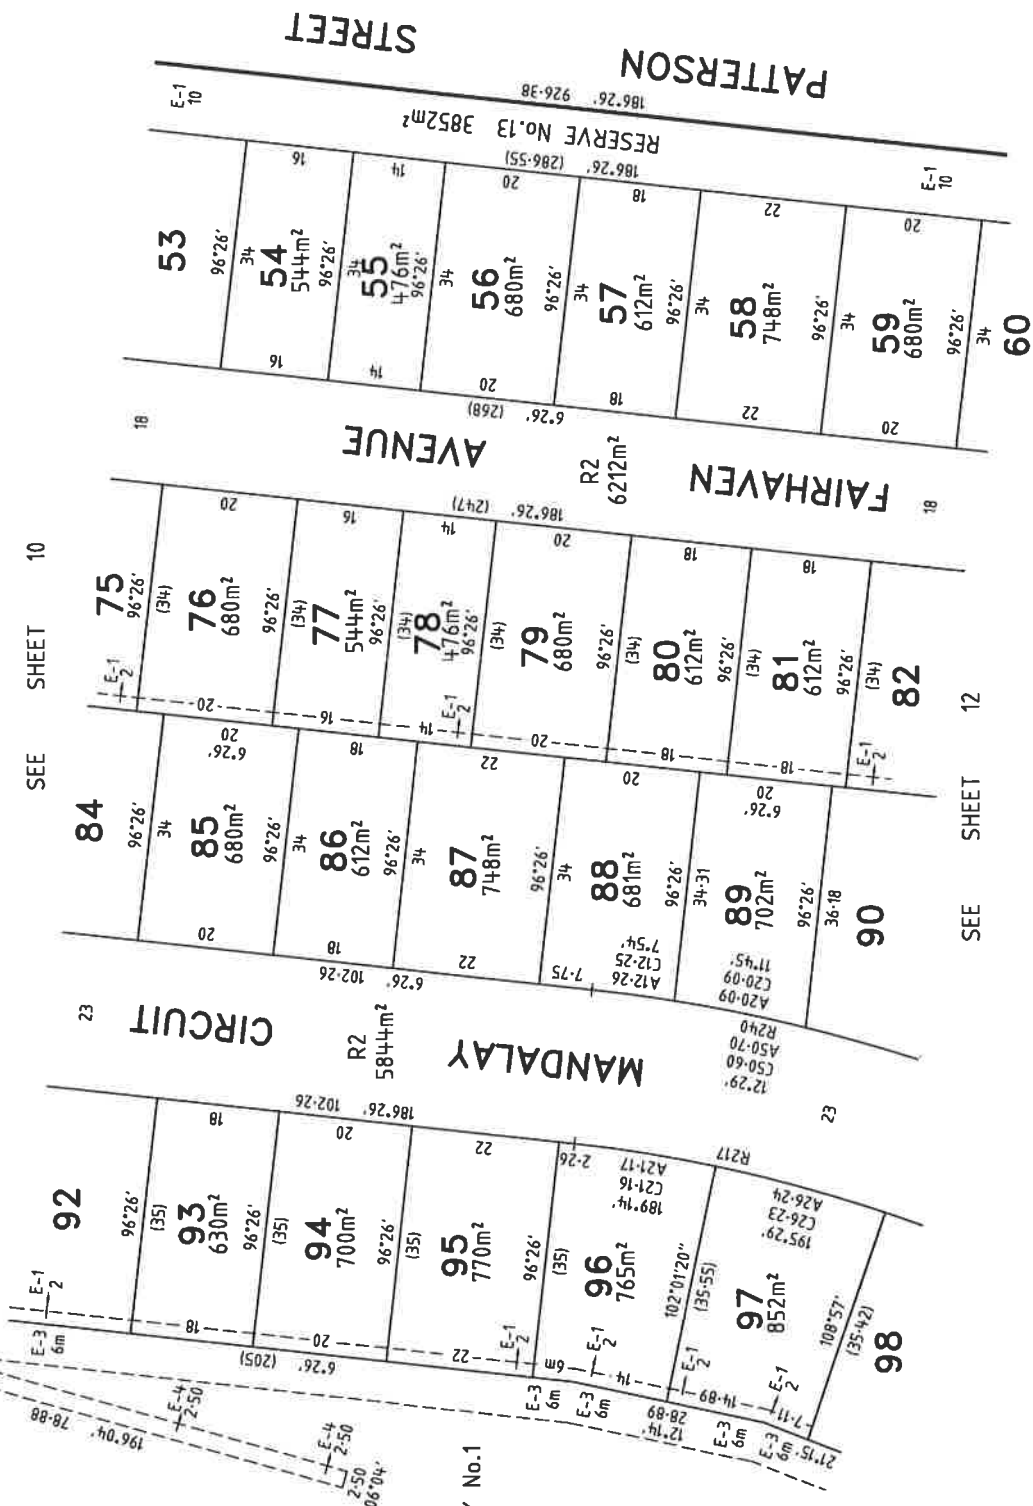 STREET
PATTERSON
186°26′ 926·38
E-1
10
RESERVE No.13 3852m²
186°26′ (286·55)
E-1
10
53
96°26′
34
16
54
544m²
96°26′
16
34
14
55
476m²
96°26′
14
34
20
56
680m²
96°26′
20
34
18
57
612m²
96°26′
18
34
22
58
748m²
96°26′
22
34
20
59
680m²
96°26′
20
34
60
6°26′ (268)
18
AVENUE
R2
6212m²
FAIRHAVEN
18
186°26′ (247)
SEE SHEET 10
75
96°26′
E-1
2
(34)
20
76
680m²
96°26′
20
(34)
16
77
544m²
96°26′
16
(34)
14
78
476m²
96°26′
14
E-1
2
(34)
20
79
680m²
96°26′
20
(34)
18
80
612m²
96°26′
18
(34)
18
81
612m²
96°26′
18
(34)
82
E-1
2
SEE SHEET 12
84
96°26′
34
20
6°26′
85
680m²
96°26′
20
34
18
86
612m²
96°26′
18
34
22
87
748m²
96°26′
22
34
20
88
681m²
96°26′
7·75
A12·26
C12·25
7°54′
34·31
20
6°26′
89
702m²
96°26′
A20·09
C20·09
11°45′
36·18
90
6°26′ 102·26
23
CIRCUIT
R2
5844m²
MANDALAY
R240
A50·70
C50·60
12°29′
23
186°26′ 102·26
R217
92
96°26′
E-1
2
E-3
6m
(35)
18
93
630m²
96°26′
18
(35)
20
94
700m²
96°26′
20
(35)
22
95
770m²
96°26′
22
E-1
2
(35)
2·26
A21·17
C21·16
189°14′
96
765m²
6m
E-1
2
14
102°01′20″
(35·55)
A26·24
C26·23
195°29′
97
852m²
E-1
2
14·89
E-1
2
7·11
108°57′
(35·42)
98
6°26′ (205)
E-3
6m
E-3
6m
12°14′
28·89
E-3
6m
E-3
6m
21°15′
196°04′ 78·88
E-4
2·50
E-4
2·50
2·50
06°04′
No.1